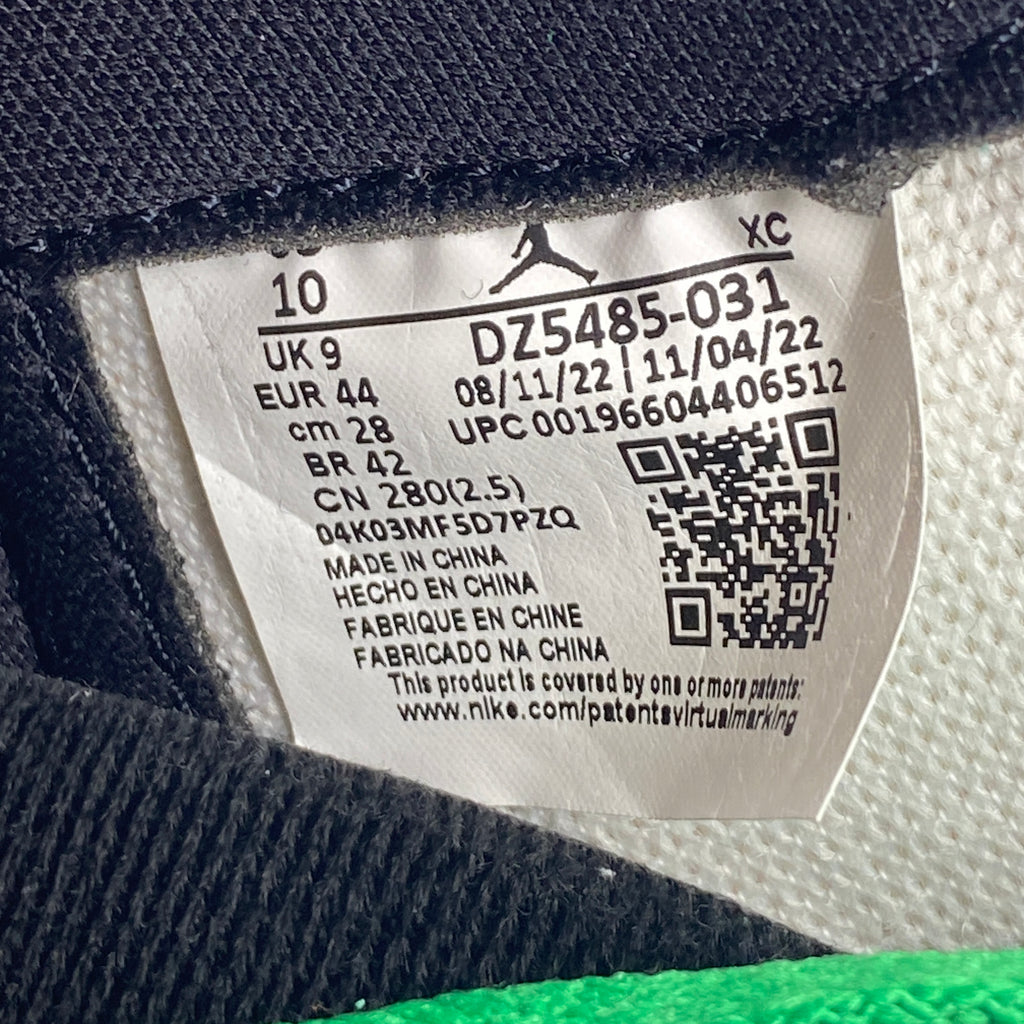 XC
10
DZ5485-031
UK 9
08/11/22 | 11/04/22
EUR 44
UPC 00196604406512
cm 28
BR 42
CN 280(2.5)
04K03MF5D7PZQ
MADE IN CHINA
HECHO EN CHINA
FABRIQUE EN CHINE
FABRICADO NA CHINA
This product is covered by one or more patents:
www.nike.com/patentsvirtualmarking